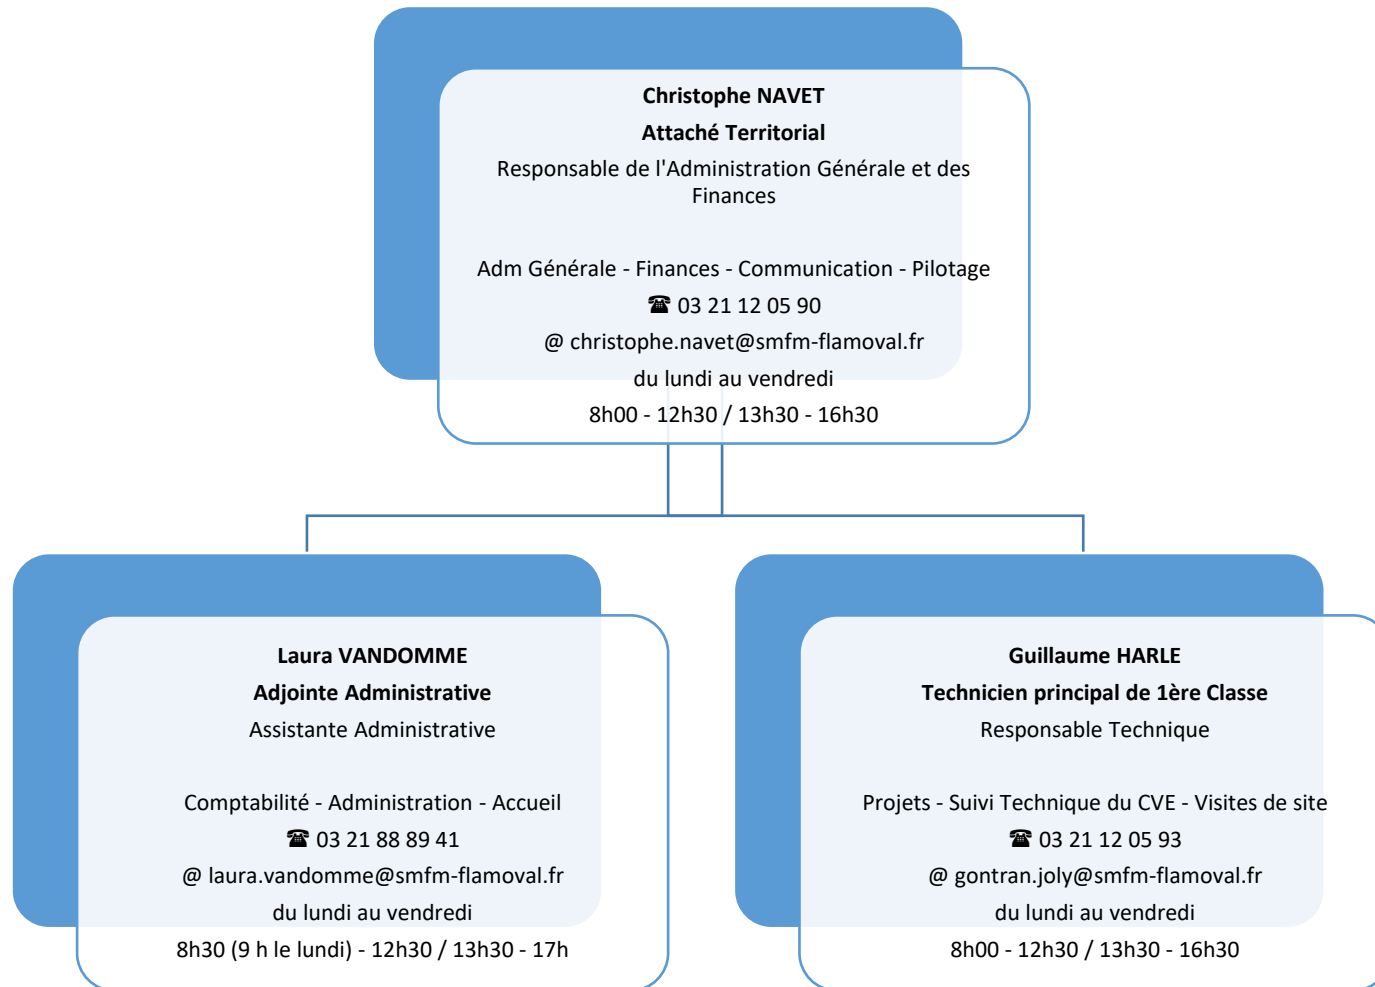 Christophe NAVET
Attaché Territorial
Responsable de l'Administration Générale et des
Finances
Adm Générale - Finances - Communication - Pilotage
☎ 03 21 12 05 90
@ christophe.navet@smfm-flamoval.fr
du lundi au vendredi
8h00 - 12h30 / 13h30 - 16h30
Laura VANDOMME
Adjointe Administrative
Assistante Administrative
Comptabilité - Administration - Accueil
☎ 03 21 88 89 41
@ laura.vandomme@smfm-flamoval.fr
du lundi au vendredi
8h30 (9 h le lundi) - 12h30 / 13h30 - 17h
Guillaume HARLE
Technicien principal de 1ère Classe
Responsable Technique
Projets - Suivi Technique du CVE - Visites de site
☎ 03 21 12 05 93
@ gontran.joly@smfm-flamoval.fr
du lundi au vendredi
8h00 - 12h30 / 13h30 - 16h30